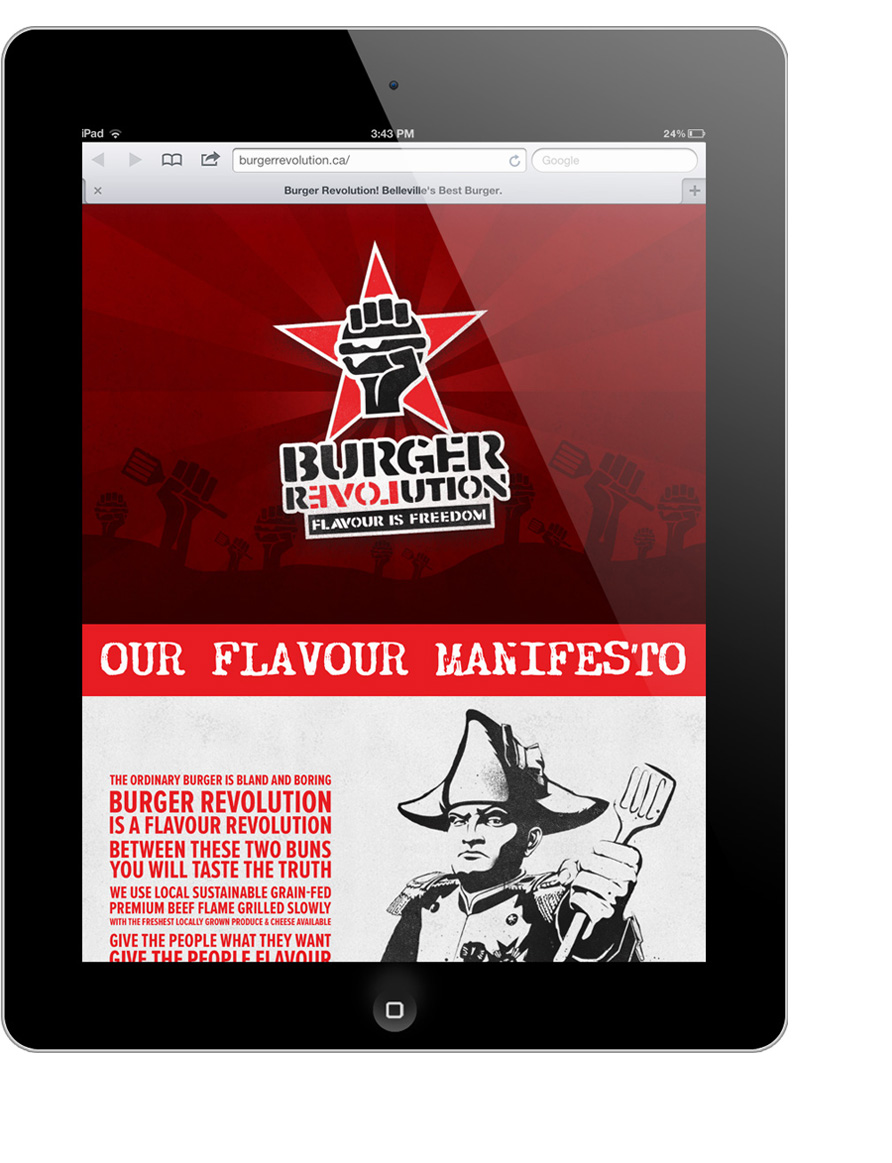 iPad 3:43 PM 24%
burgerrevolution.ca/ Google
Burger Revolution! Belleville's Best Burger.
BURGER
REVOLUTION
FLAVOUR IS FREEDOM
OUR FLAVOUR MANIFESTO
THE ORDINARY BURGER IS BLAND AND BORING
BURGER REVOLUTION
IS A FLAVOUR REVOLUTION
BETWEEN THESE TWO BUNS
YOU WILL TASTE THE TRUTH
WE USE LOCAL SUSTAINABLE GRAIN-FED
PREMIUM BEEF FLAME GRILLED SLOWLY
WITH THE FRESHEST LOCALLY GROWN PRODUCE & CHEESE AVAILABLE
GIVE THE PEOPLE WHAT THEY WANT
GIVE THE PEOPLE FLAVOUR